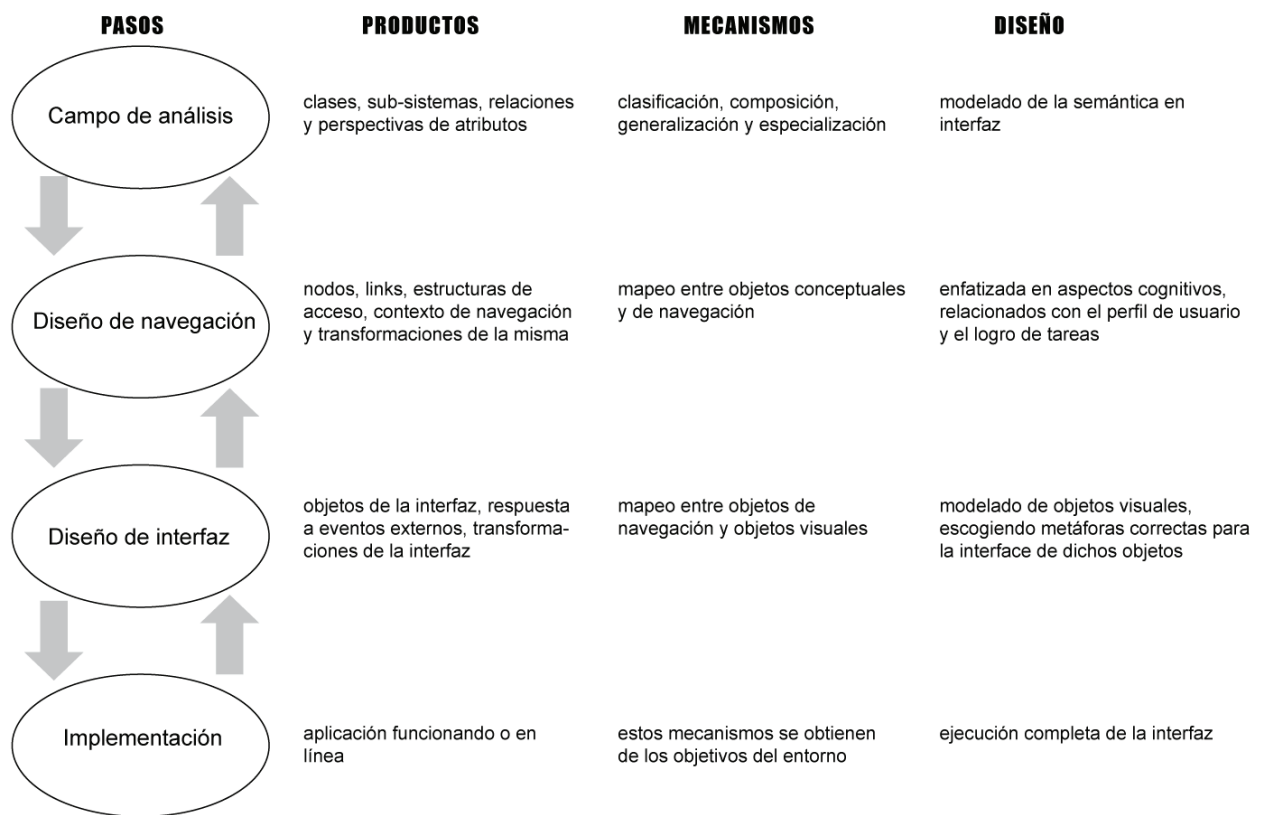 PASOS PRODUCTOS MECANISMOS DISEÑO
Campo de análisis
clases, sub-sistemas, relaciones
y perspectivas de atributos
clasificación, composición,
generalización y especialización
modelado de la semántica en
interfaz
Diseño de navegación
nodos, links, estructuras de
acceso, contexto de navegación
y transformaciones de la misma
mapeo entre objetos conceptuales
y de navegación
enfatizada en aspectos cognitivos,
relacionados con el perfil de usuario
y el logro de tareas
Diseño de interfaz
objetos de la interfaz, respuesta
a eventos externos, transforma-
ciones de la interfaz
mapeo entre objetos de
navegación y objetos visuales
modelado de objetos visuales,
escogiendo metáforas correctas para
la interface de dichos objetos
Implementación
aplicación funcionando o en
línea
estos mecanismos se obtienen
de los objetivos del entorno
ejecución completa de la interfaz